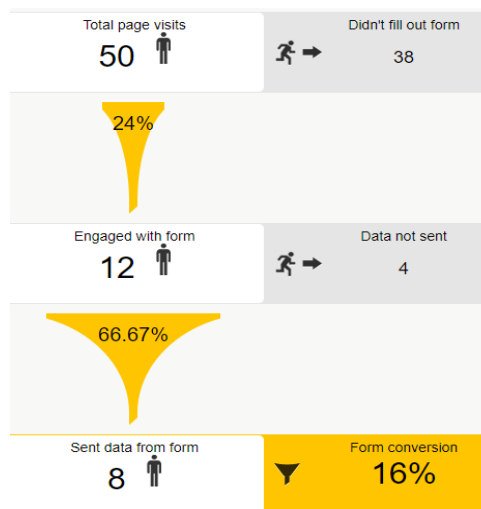 Total page visits
50
Didn't fill out form
38
24%
Engaged with form
12
Data not sent
4
66.67%
Sent data from form
8
Form conversion
16%